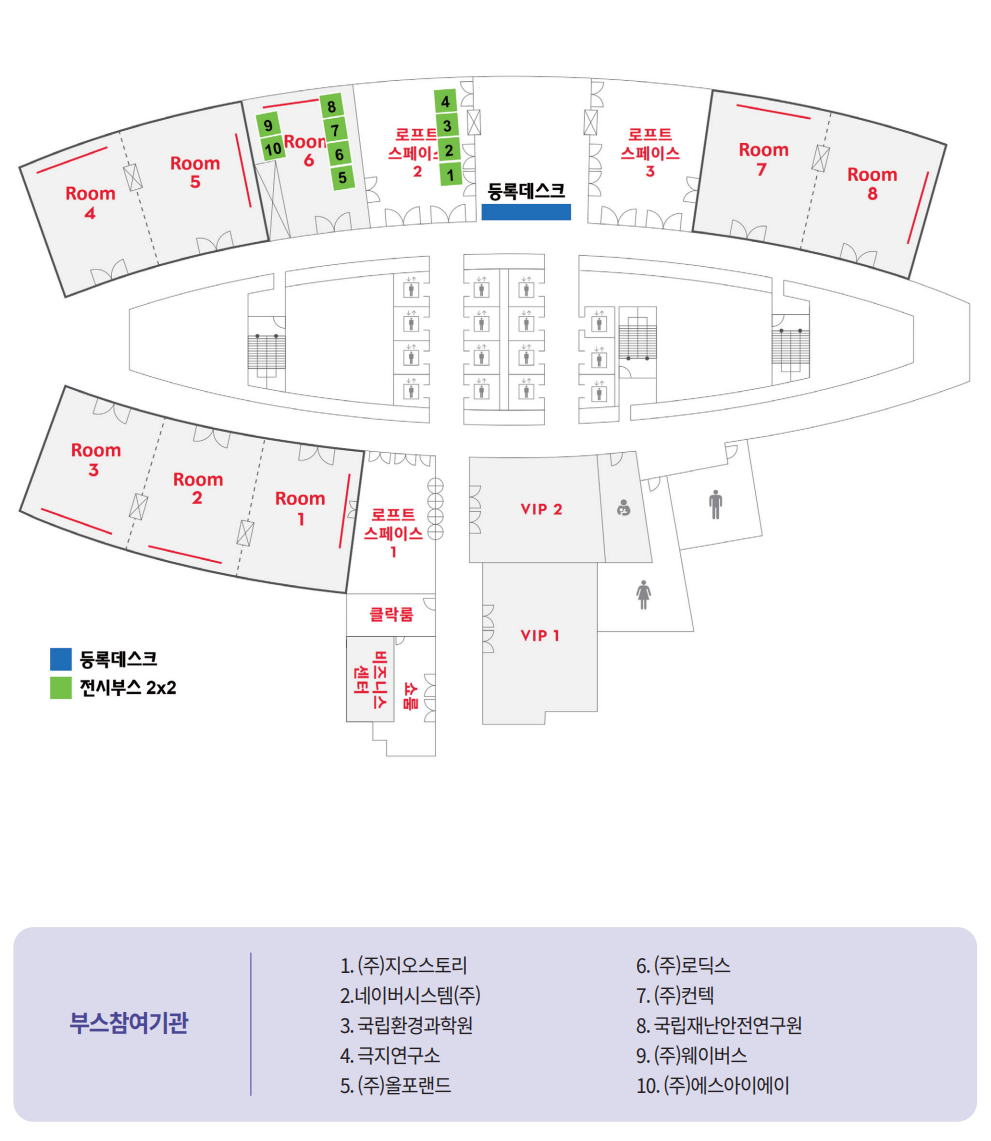 8
4
9
7
3
10
Room
6
6
2
5
1
로프트
스페이스
2
로프트
스페이스
3
Room
7
Room
8
Room
5
Room
4
등록데스크
Room
3
Room
2
Room
1
로프트
스페이스
1
VIP 2
클락룸
VIP 1
비즈니스
센터
쇼룸
등록데스크
전시부스 2x2
부스참여기관
1. (주)지오스토리
2.네이버시스템(주)
3. 국립환경과학원
4. 극지연구소
5. (주)올포랜드
6. (주)로딕스
7. (주)컨텍
8. 국립재난안전연구원
9. (주)웨이버스
10. (주)에스아이에이